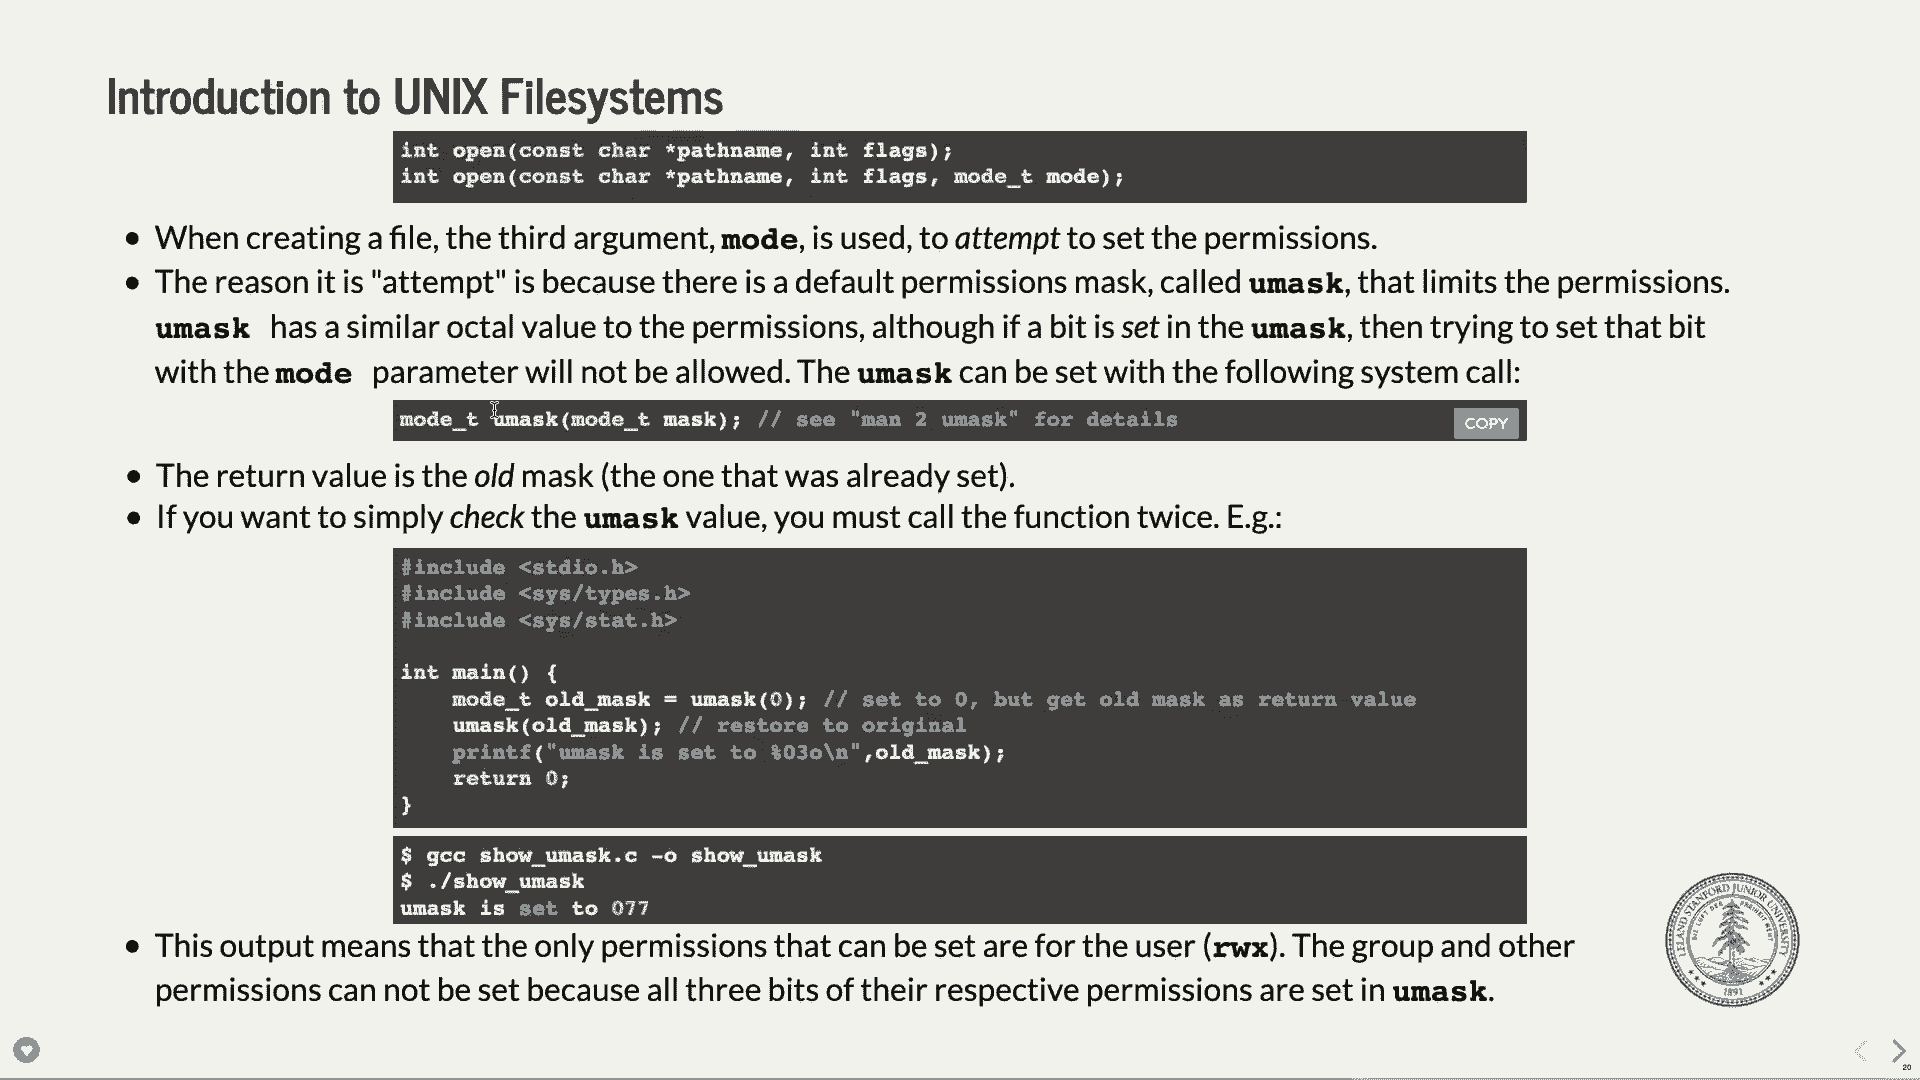 Introduction to UNIX Filesystems
int open(const char *pathname, int flags);
int open(const char *pathname, int flags, mode_t mode);
• When creating a file, the third argument, mode, is used, to attempt to set the permissions.
• The reason it is "attempt" is because there is a default permissions mask, called umask, that limits the permissions.
umask has a similar octal value to the permissions, although if a bit is set in the umask, then trying to set that bit
with the mode parameter will not be allowed. The umask can be set with the following system call:
mode_t umask(mode_t mask); // see "man 2 umask" for details
COPY
• The return value is the old mask (the one that was already set).
• If you want to simply check the umask value, you must call the function twice. E.g.:
#include <stdio.h>
#include <sys/types.h>
#include <sys/stat.h>
int main() {
    mode_t old_mask = umask(0); // set to 0, but get old mask as return value
    umask(old_mask); // restore to original
    printf("umask is set to %03o\n",old_mask);
    return 0;
}
$ gcc show_umask.c -o show_umask
$ ./show_umask
umask is set to 077
• This output means that the only permissions that can be set are for the user (rwx). The group and other
permissions can not be set because all three bits of their respective permissions are set in umask.
LELAND STANFORD JUNIOR UNIVERSITY
1891
20